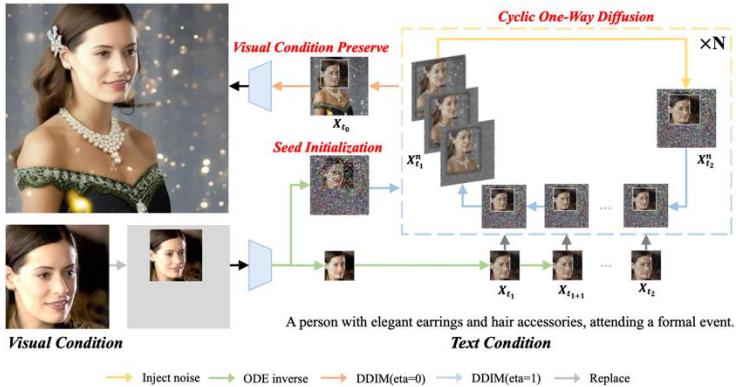 Cyclic One-Way Diffusion
×N
Visual Condition Preserve
X_{t_0}
X^n_{t_1}
X^n_{t_2}
Seed Initialization
...
X_{t_1} X_{t_{1+1}} ... X_{t_2}
A person with elegant earrings and hair accessories, attending a formal event.
Visual Condition
Text Condition
Inject noise ODE inverse DDIM(eta=0) DDIM(eta=1) Replace